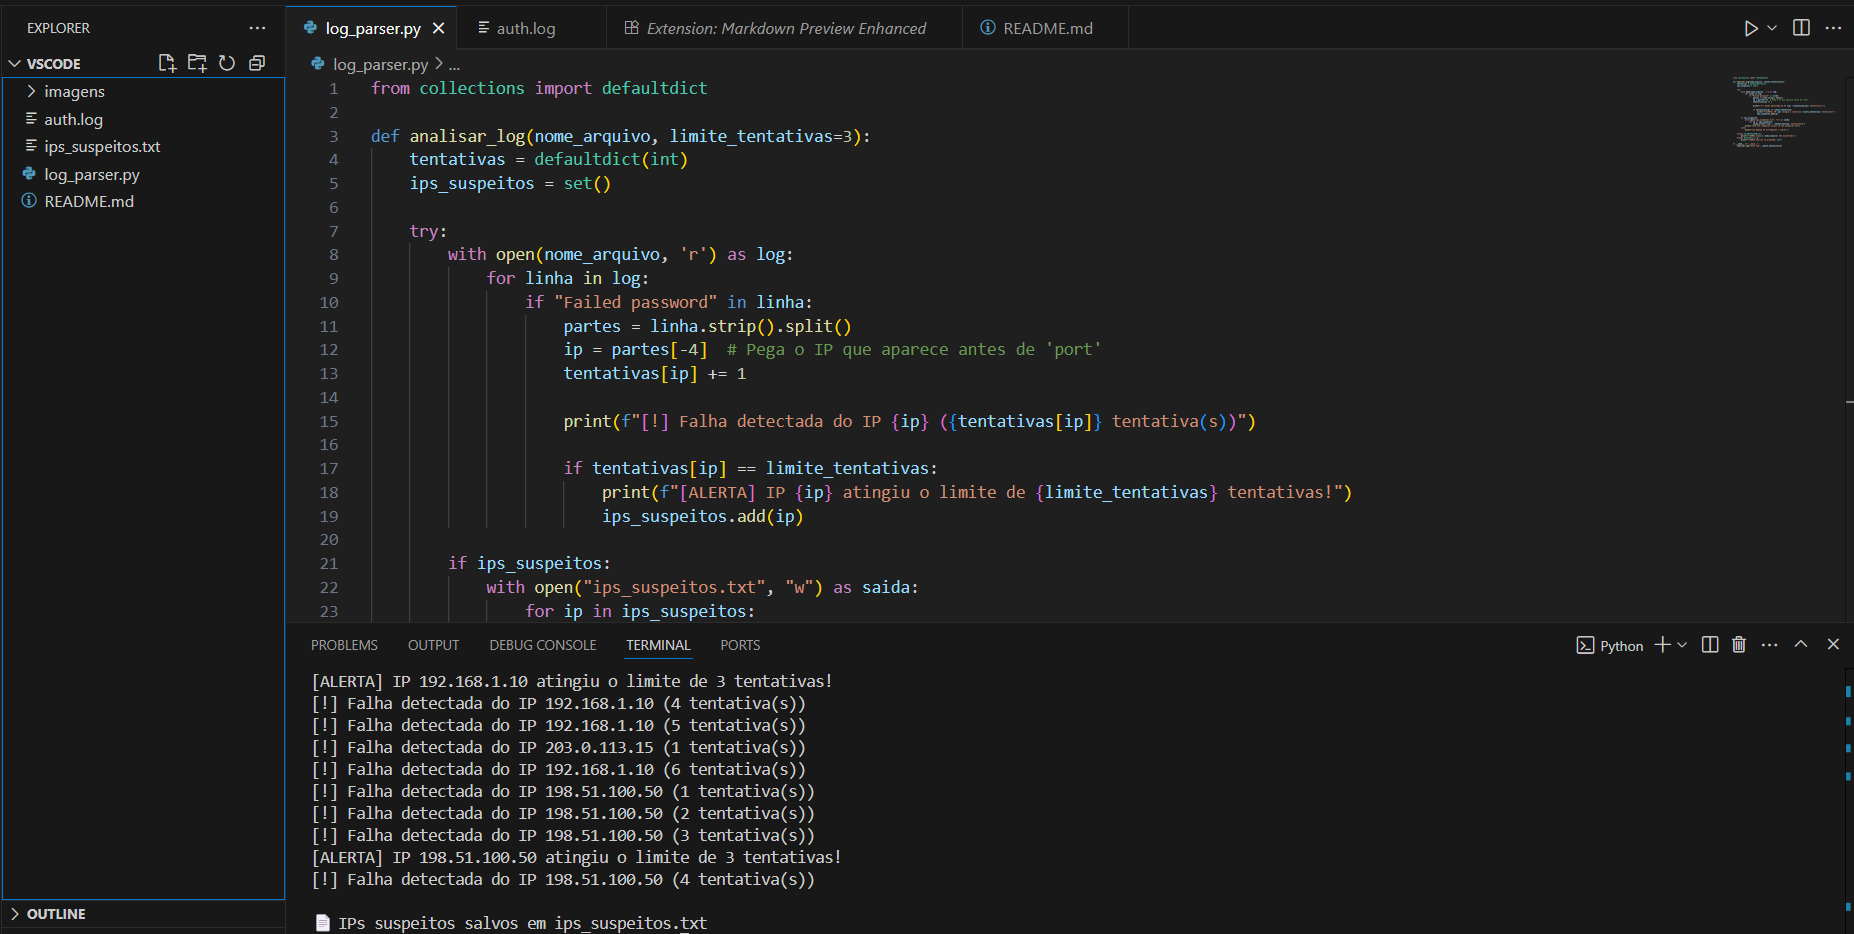 EXPLORER
VSCODE
imagens
auth.log
ips_suspeitos.txt
log_parser.py
README.md
OUTLINE
log_parser.py
auth.log
Extension: Markdown Preview Enhanced
README.md
log_parser.py > ...
1 from collections import defaultdict
2
3 def analisar_log(nome_arquivo, limite_tentativas=3):
4     tentativas = defaultdict(int)
5     ips_suspeitos = set()
6
7     try:
8         with open(nome_arquivo, 'r') as log:
9             for linha in log:
10                 if "Failed password" in linha:
11                     partes = linha.strip().split()
12                     ip = partes[-4]  # Pega o IP que aparece antes de 'port'
13                     tentativas[ip] += 1
14
15                     print(f"[!] Falha detectada do IP {ip} ({tentativas[ip]} tentativa(s))")
16
17                     if tentativas[ip] == limite_tentativas:
18                         print(f"[ALERTA] IP {ip} atingiu o limite de {limite_tentativas} tentativas!")
19                         ips_suspeitos.add(ip)
20
21         if ips_suspeitos:
22             with open("ips_suspeitos.txt", "w") as saida:
23                 for ip in ips_suspeitos:
PROBLEMS
OUTPUT
DEBUG CONSOLE
TERMINAL
PORTS
Python
[ALERTA] IP 192.168.1.10 atingiu o limite de 3 tentativas!
[!] Falha detectada do IP 192.168.1.10 (4 tentativa(s))
[!] Falha detectada do IP 192.168.1.10 (5 tentativa(s))
[!] Falha detectada do IP 203.0.113.15 (1 tentativa(s))
[!] Falha detectada do IP 192.168.1.10 (6 tentativa(s))
[!] Falha detectada do IP 198.51.100.50 (1 tentativa(s))
[!] Falha detectada do IP 198.51.100.50 (2 tentativa(s))
[!] Falha detectada do IP 198.51.100.50 (3 tentativa(s))
[ALERTA] IP 198.51.100.50 atingiu o limite de 3 tentativas!
[!] Falha detectada do IP 198.51.100.50 (4 tentativa(s))
IPs suspeitos salvos em ips_suspeitos.txt